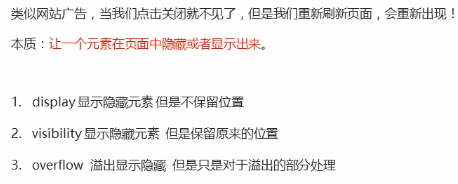 类似网站广告，当我们点击关闭就不见了，但是我们重新刷新页面，会重新出现！
本质：让一个元素在页面中隐藏或者显示出来。
1. display 显示隐藏元素 但是不保留位置
2. visibility 显示隐藏元素 但是保留原来的位置
3. overflow 溢出显示隐藏 但是只是对于溢出的部分处理